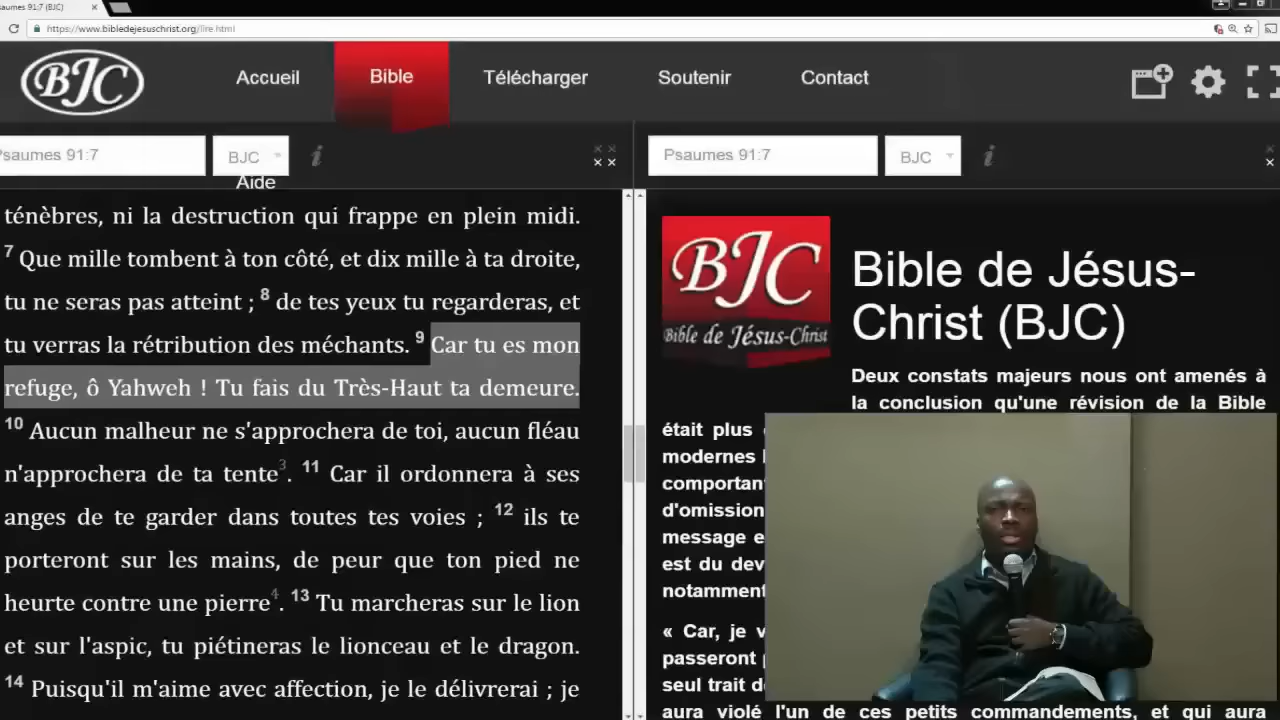 saumes 91:7 (BJC)
https://www.bibledejesuschrist.org/lire.html
BJC
Accueil
Bible
Télécharger
Soutenir
Contact
saumes 91:7
BJC
Aide
Psaumes 91:7
BJC
ténèbres, ni la destruction qui frappe en plein midi.
7 Que mille tombent à ton côté, et dix mille à ta droite,
tu ne seras pas atteint ; 8 de tes yeux tu regarderas, et
tu verras la rétribution des méchants. 9 Car tu es mon
refuge, ô Yahweh ! Tu fais du Très-Haut ta demeure.
10 Aucun malheur ne s'approchera de toi, aucun fléau
n'approchera de ta tente3. 11 Car il ordonnera à ses
anges de te garder dans toutes tes voies ; 12 ils te
porteront sur les mains, de peur que ton pied ne
heurte contre une pierre4. 13 Tu marcheras sur le lion
et sur l'aspic, tu piétineras le lionceau et le dragon.
14 Puisqu'il m'aime avec affection, je le délivrerai ; je
BJC
Bible de Jésus-Christ
Bible de Jésus-
Christ (BJC)
Deux constats majeurs nous ont amenés à
la conclusion qu'une révision de la Bible
était plus
modernes
comportant
d'omission
message e
est du dev
notamment
« Car, je v
passeront
seul trait d
aura violé l'un de ces petits commandements, et qui aura